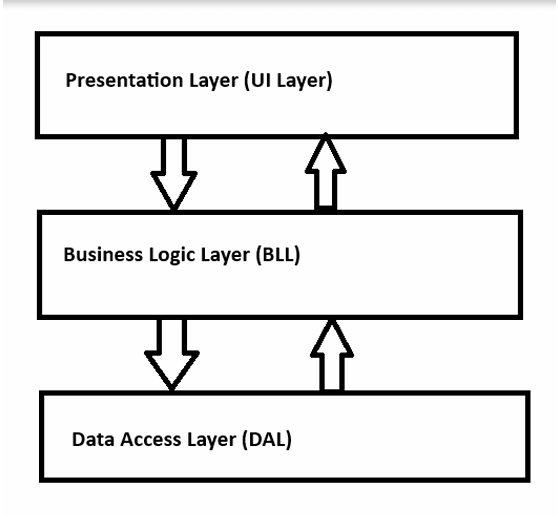 Presentation Layer (UI Layer)
Business Logic Layer (BLL)
Data Access Layer (DAL)